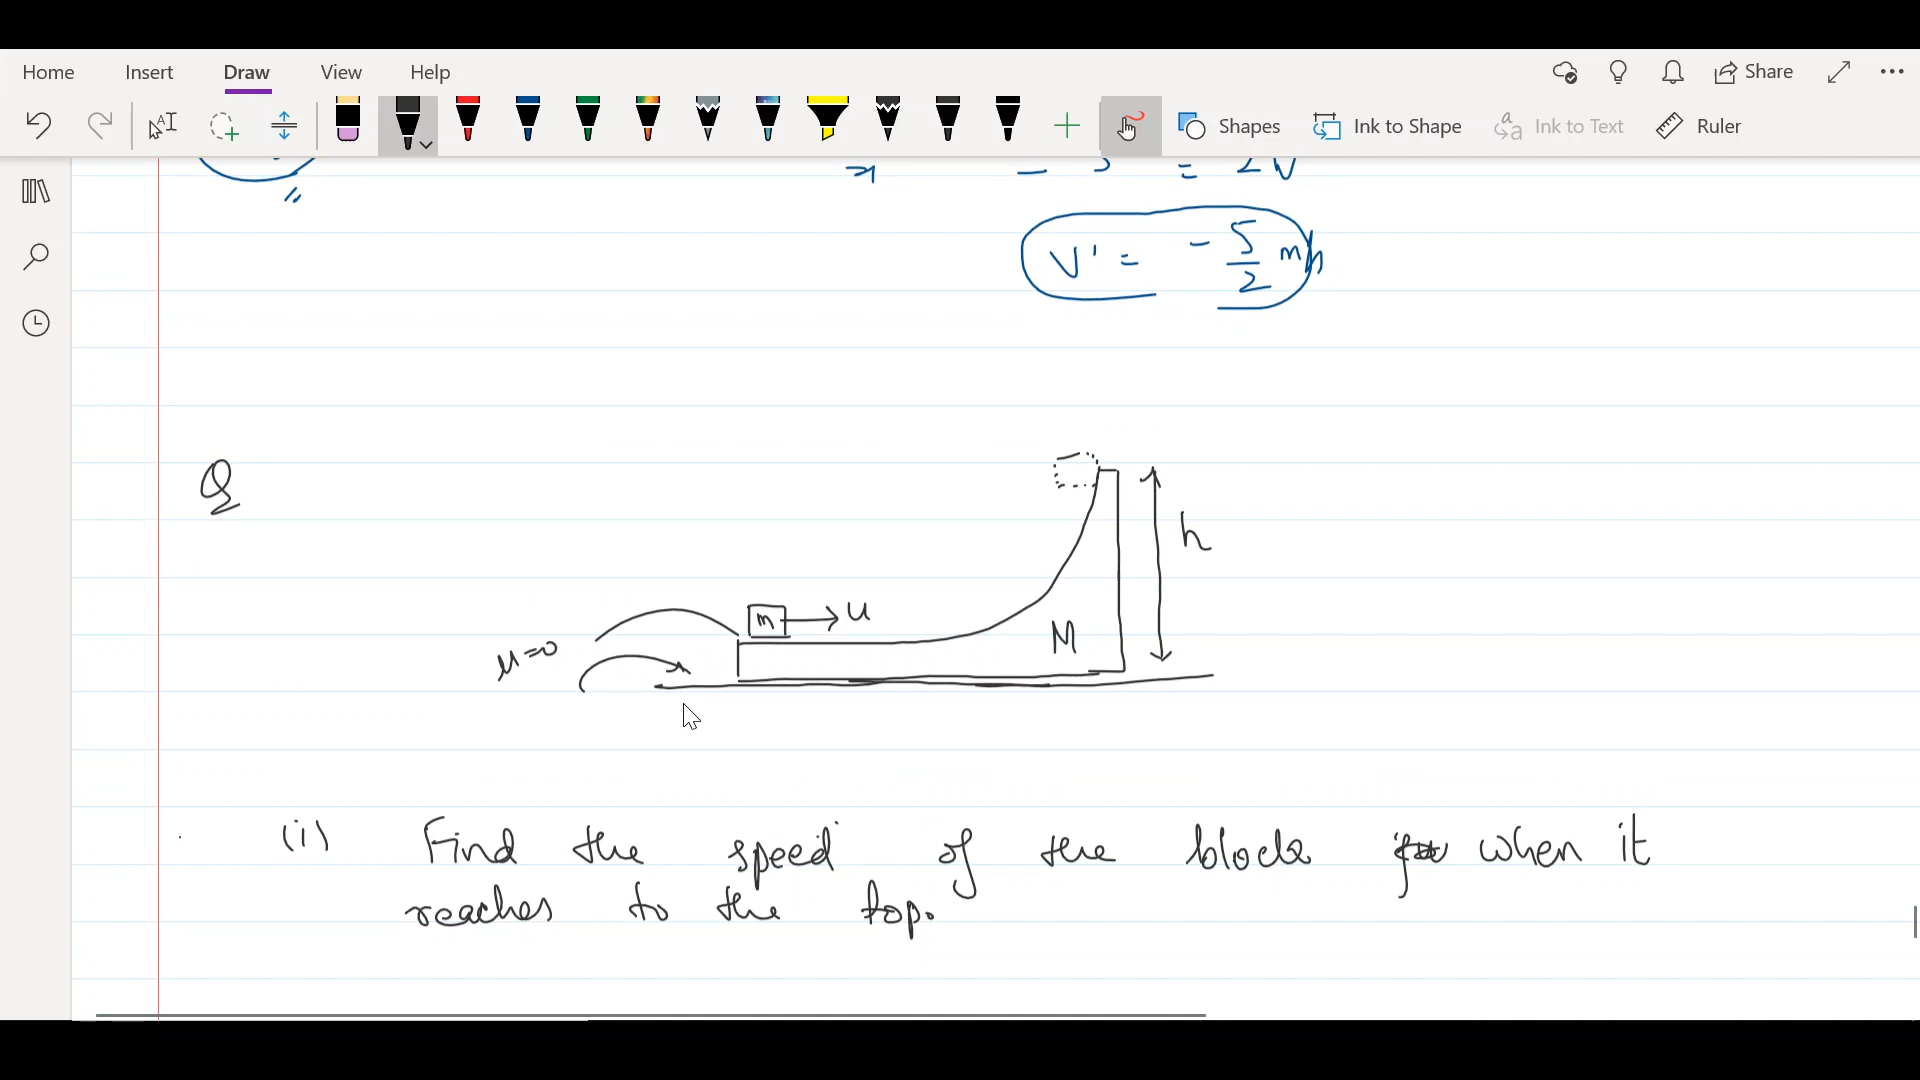 Home Insert Draw View Help Share
Shapes Ink to Shape Ink to Text Ruler
V' = - 5/2 m/s
Q
h
m → u
M
μ=0
(i) Find the speed of the block when it
reaches to the top.